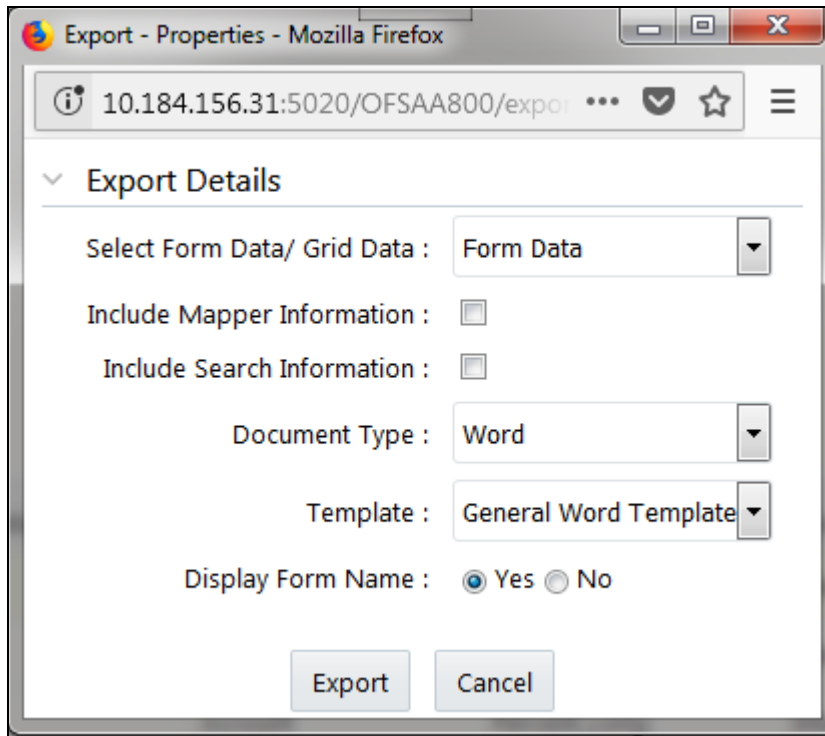 Export - Properties - Mozilla Firefox
10.184.156.31:5020/OFSAA800/expor
Export Details
Select Form Data/ Grid Data : Form Data
Include Mapper Information :
Include Search Information :
Document Type : Word
Template : General Word Template
Display Form Name : Yes No
Export Cancel